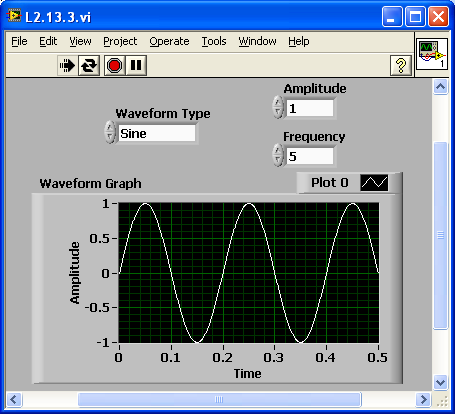 L2.13.3.vi
File Edit View Project Operate Tools Window Help
?
1
Amplitude
1
Waveform Type
Sine
Frequency
5
Waveform Graph
Plot 0
Amplitude
1
0.5
0
-0.5
-1
0 0.1 0.2 0.3 0.4 0.5
Time